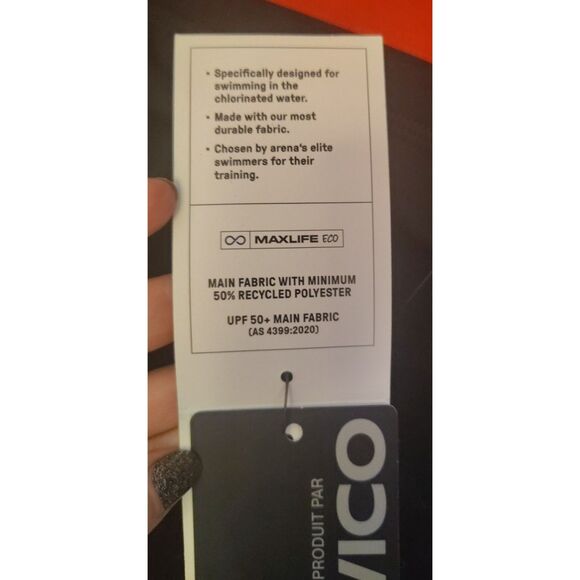 • Specifically designed for
swimming in the
chlorinated water.
• Made with our most
durable fabric.
• Chosen by arena's elite
swimmers for their
training.
MAXLIFE ECO
MAIN FABRIC WITH MINIMUM
50% RECYCLED POLYESTER
UPF 50+ MAIN FABRIC
(AS 4399:2020)
PRODUIT PAR
VICO